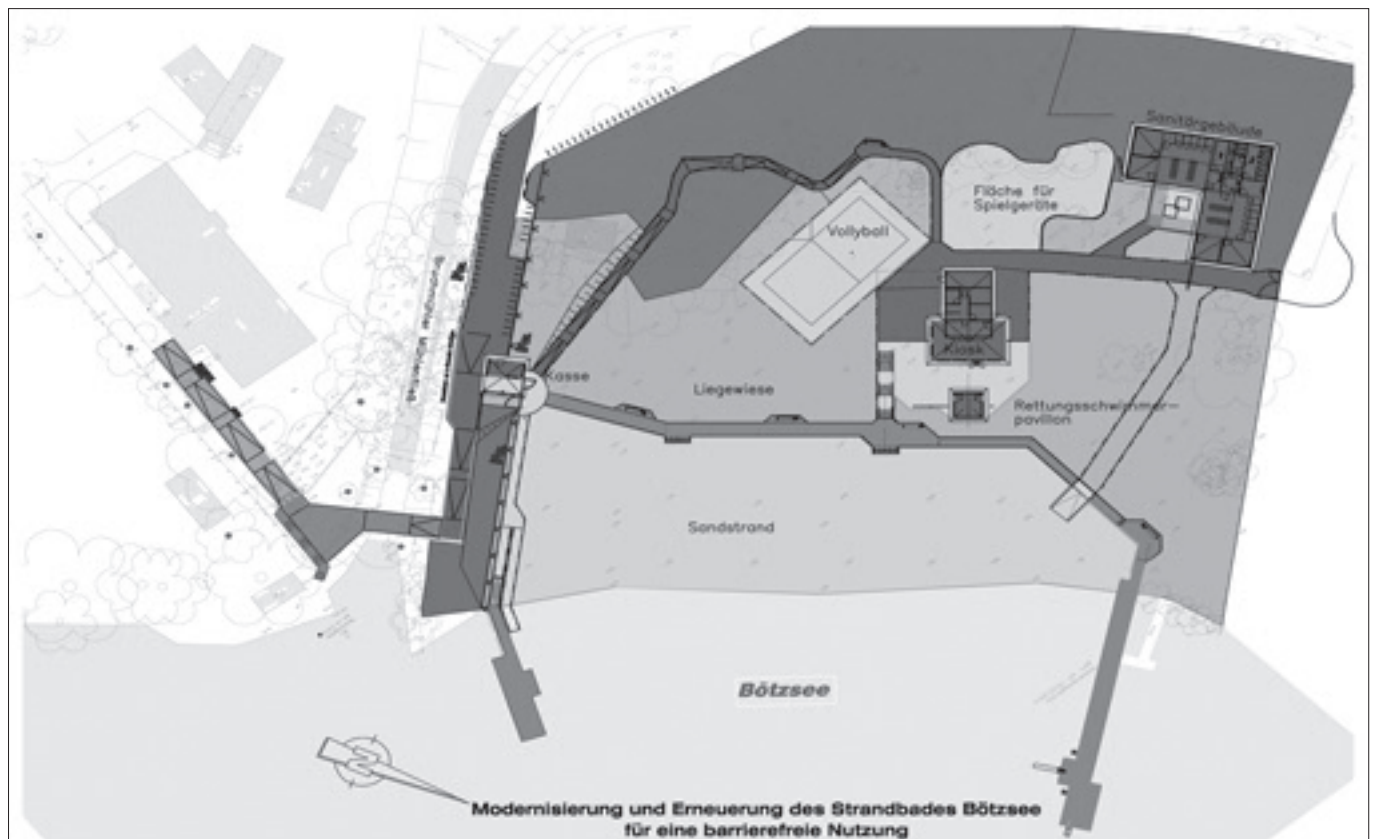 Sanitärgebäude
Fläche für
Spielgeräte
Vollyball
Kiosk
Kasse
Liegewiese
Rettungsschwimmer-
pavillon
Sandstrand
Bötzsee
Modernisierung und Erneuerung des Strandbades Bötzsee
für eine barrierefreie Nutzung